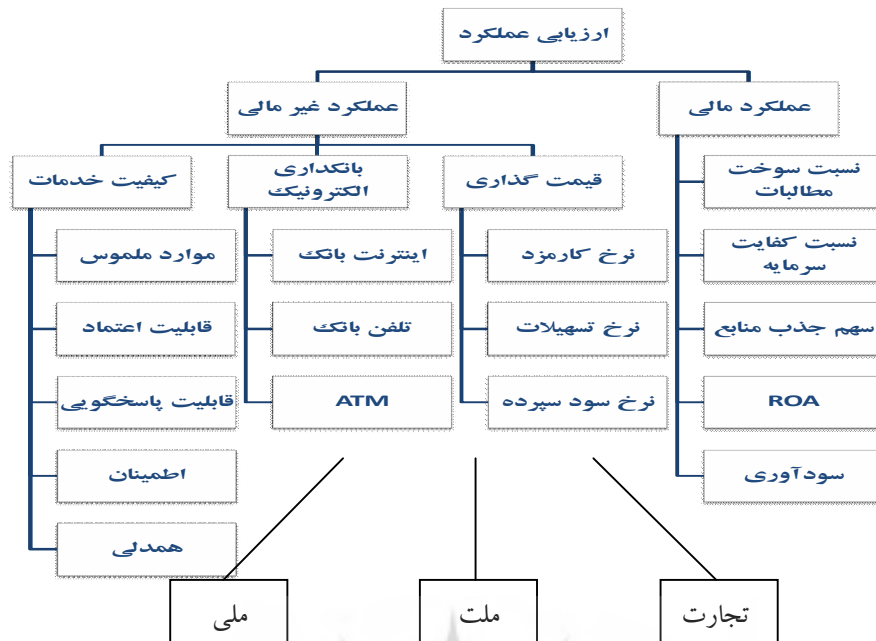 ارزیابی عملکرد
عملکرد مالی
عملکرد غیر مالی
نسبت سوخت
مطالبات
نسبت کفایت
سرمایه
سهم جذب منابع
ROA
سودآوری
قیمت گذاری
نرخ کارمزد
نرخ تسهیلات
نرخ سود سپرده
بانکداری
الکترونیک
اینترنت بانک
تلفن بانک
ATM
کیفیت خدمات
موارد ملموس
قابلیت اعتماد
قابلیت پاسخگویی
اطمینان
همدلی
تجارت
ملت
ملی